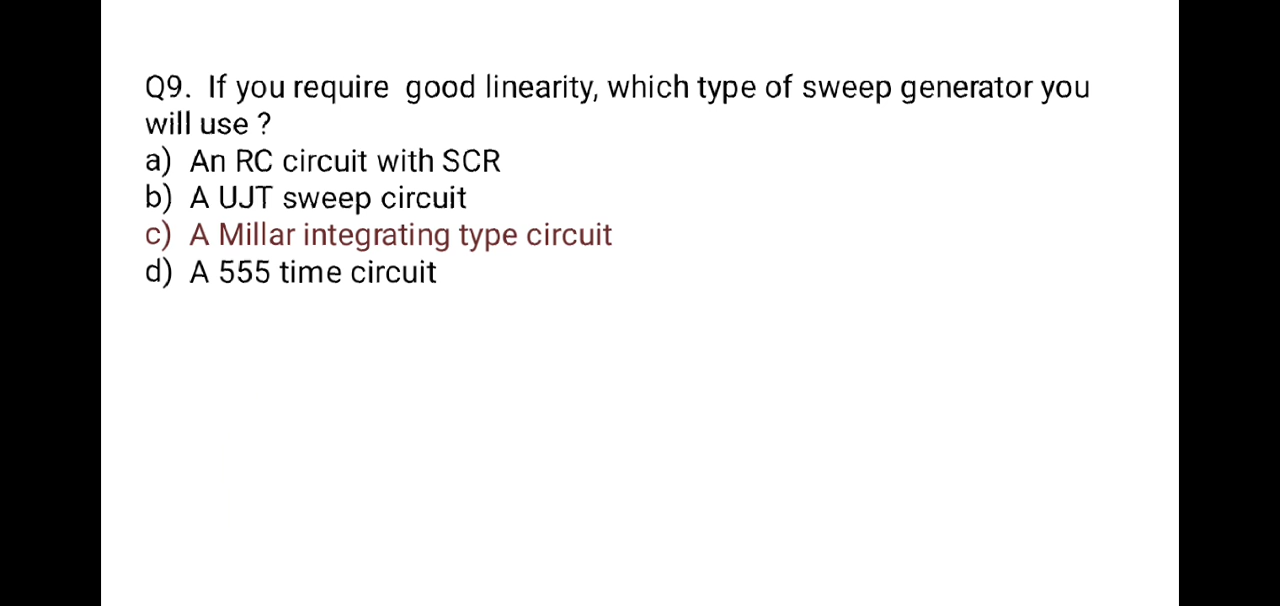 Q9. If you require good linearity, which type of sweep generator you
will use ?
a) An RC circuit with SCR
b) A UJT sweep circuit
c) A Millar integrating type circuit
d) A 555 time circuit